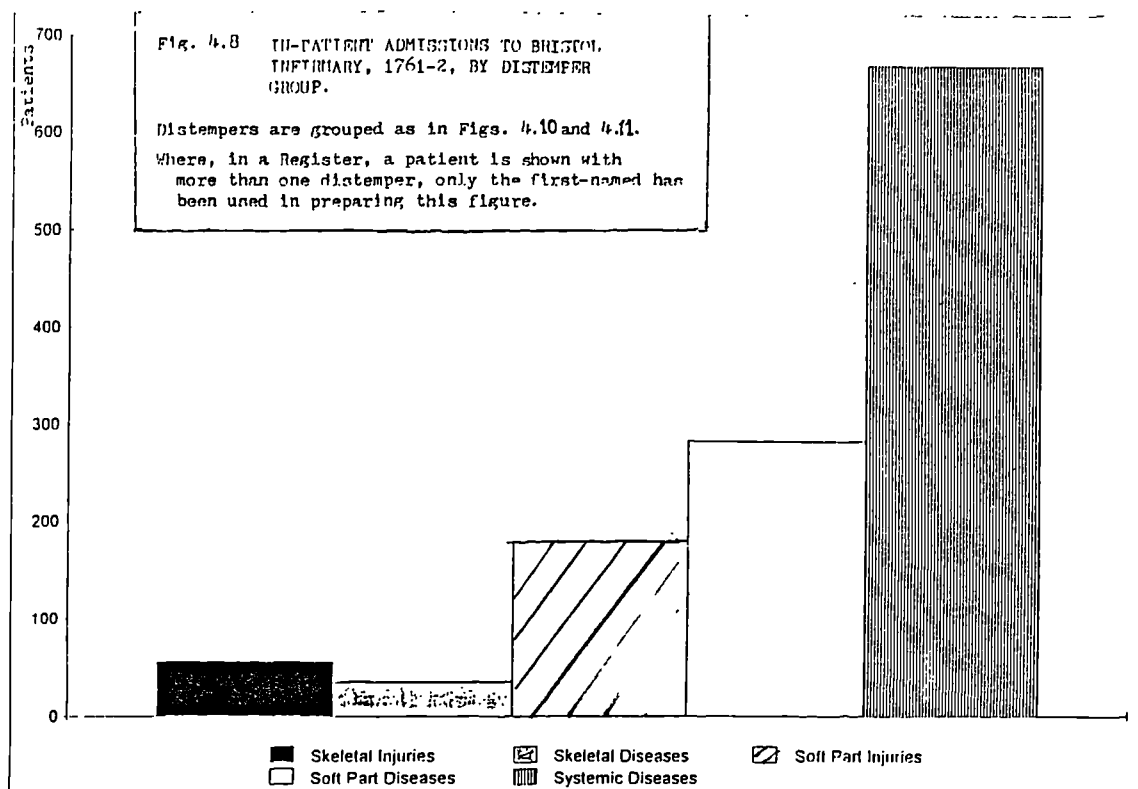 Patients
700
600
500
400
300
200
100
0
Fig. 4.8 IN-PATIENT ADMISSIONS TO BRISTOL
INFIRMARY, 1761-2, BY DISTEMPER
GROUP.
Distempers are grouped as in Figs. 4.10 and 4.11.
Where, in a Register, a patient is shown with
more than one distemper, only the first-named has
been used in preparing this figure.
Skeletal Injuries Skeletal Diseases Soft Part Injuries
Soft Part Diseases Systemic Diseases